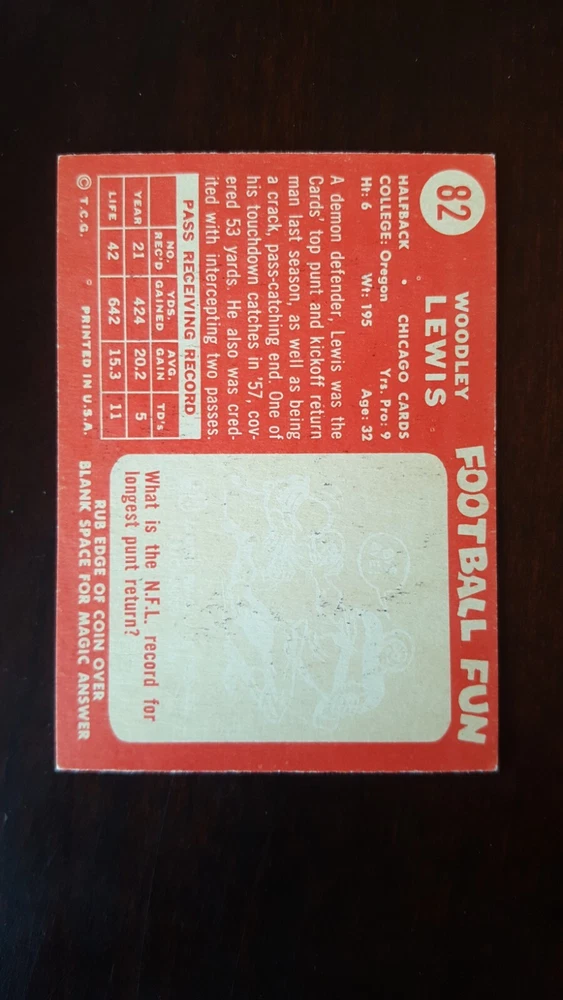 82
WOODLEY
LEWIS
HALFBACK • CHICAGO CARDS
COLLEGE: Oregon Yrs. Pro: 9
Ht: 6 Wt: 195 Age: 32
A demon defender, Lewis was the
Cards' top punt and kickoff return
man last season, as well as being
a crack, pass-catching end. One of
his touchdown catches in '57, cov-
ered 53 yards. He also was cred-
ited with intercepting two passes.
PASS RECEIVING RECORD
NO. REC'D YDS. GAINED AVG. GAIN TD's
YEAR 21 424 20.2 5
LIFE 42 642 15.3 11
© T.C.G. PRINTED IN U.S.A.
FOOTBALL FUN
What is the N.F.L. record for
longest punt return?
RUB EDGE OF COIN OVER
BLANK SPACE FOR MAGIC ANSWER